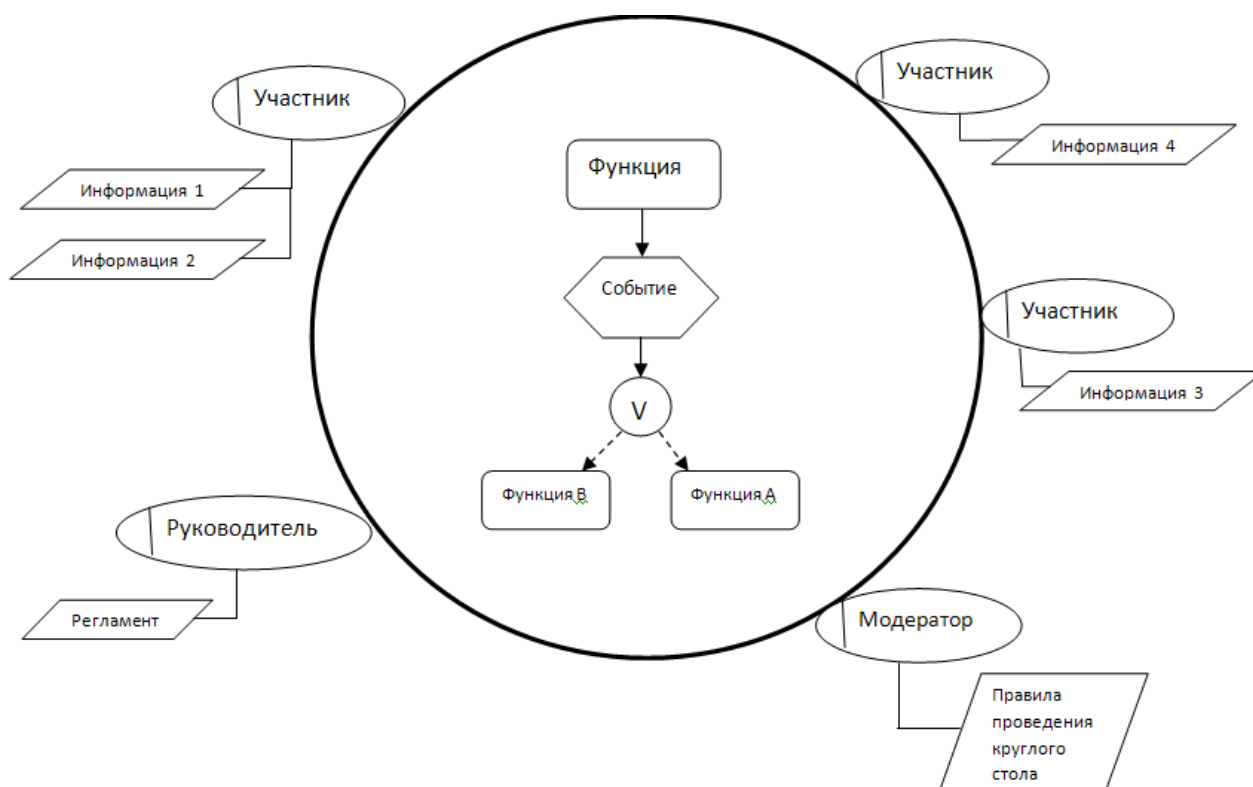 Участник
Участник
Информация 4
Функция
Информация 1
Информация 2
Событие
Участник
Информация 3
V
Функция В
Функция А
Руководитель
Регламент
Модератор
Правила
проведения
круглого
стола